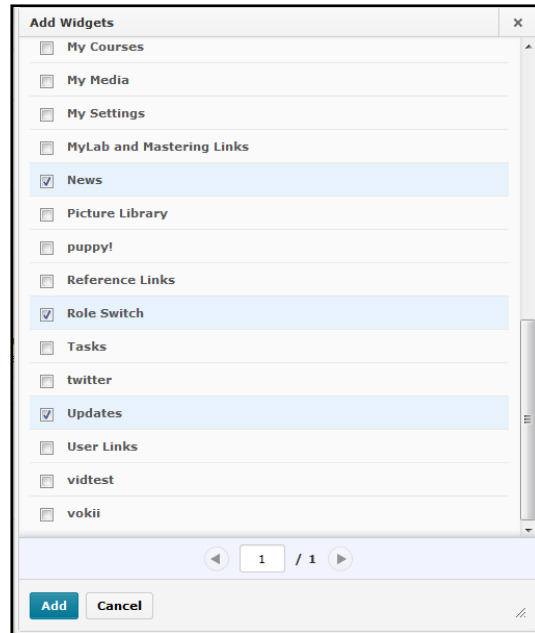 Add Widgets
My Courses
My Media
My Settings
MyLab and Mastering Links
News
Picture Library
puppy!
Reference Links
Role Switch
Tasks
twitter
Updates
User Links
vidtest
vokii
1 / 1
Add Cancel